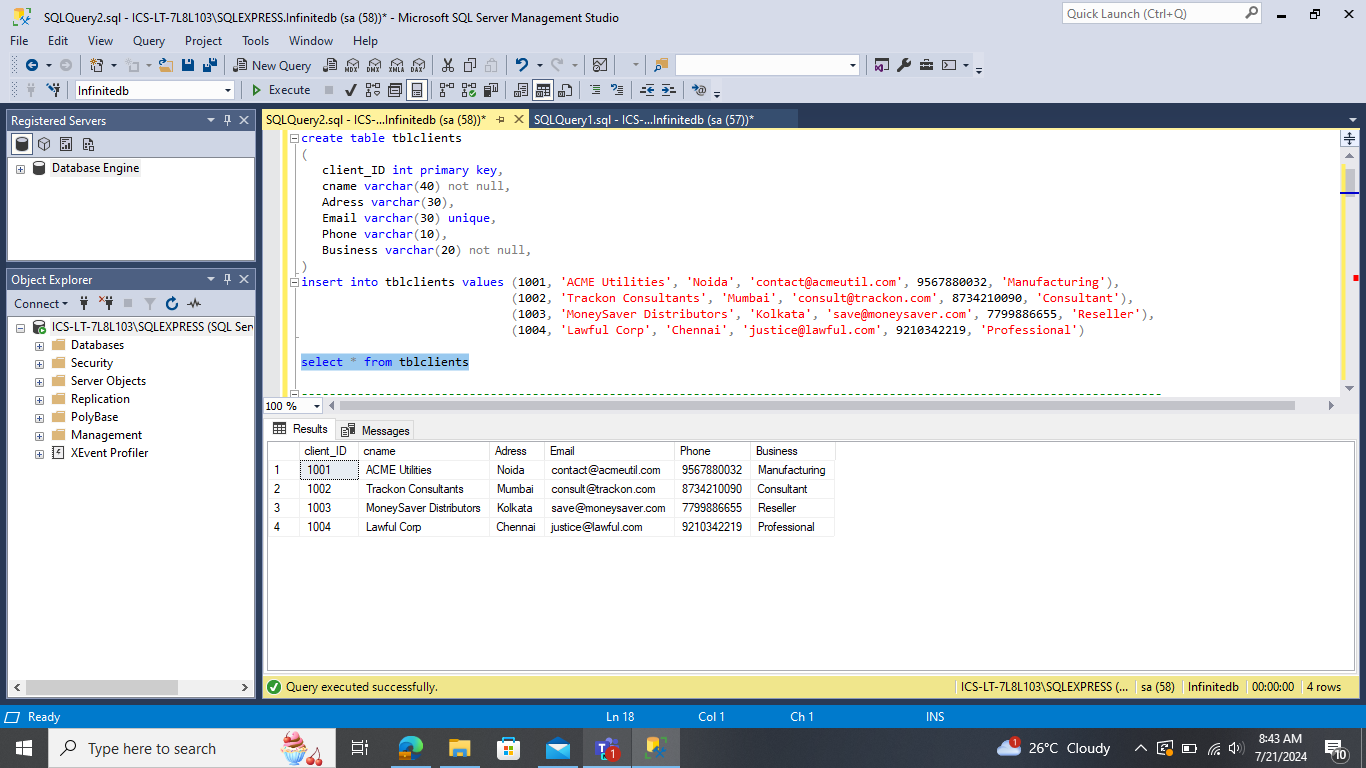 SQLQuery2.sql - ICS-LT-7L8L103\SQLEXPRESS.Infinitedb (sa (58))* - Microsoft SQL Server Management Studio
Quick Launch (Ctrl+Q)
File Edit View Query Project Tools Window Help
New Query
MDX DMX XMLA DAX
Infinitedb
Execute
Registered Servers
Database Engine
Object Explorer
Connect
ICS-LT-7L8L103\SQLEXPRESS (SQL Ser
Databases
Security
Server Objects
Replication
PolyBase
Management
XEvent Profiler
SQLQuery2.sql - ICS-...Infinitedb (sa (58))*
SQLQuery1.sql - ICS-...Infinitedb (sa (57))*
create table tblclients
(
client_ID int primary key,
cname varchar(40) not null,
Adress varchar(30),
Email varchar(30) unique,
Phone varchar(10),
Business varchar(20) not null,
)
insert into tblclients values (1001, 'ACME Utilities', 'Noida', 'contact@acmeutil.com', 9567880032, 'Manufacturing'),
(1002, 'Trackon Consultants', 'Mumbai', 'consult@trackon.com', 8734210090, 'Consultant'),
(1003, 'MoneySaver Distributors', 'Kolkata', 'save@moneysaver.com', 7799886655, 'Reseller'),
(1004, 'Lawful Corp', 'Chennai', 'justice@lawful.com', 9210342219, 'Professional')
select * from tblclients
100 %
Results Messages
client_ID cname Adress Email Phone Business
1 1001 ACME Utilities Noida contact@acmeutil.com 9567880032 Manufacturing
2 1002 Trackon Consultants Mumbai consult@trackon.com 8734210090 Consultant
3 1003 MoneySaver Distributors Kolkata save@moneysaver.com 7799886655 Reseller
4 1004 Lawful Corp Chennai justice@lawful.com 9210342219 Professional
Query executed successfully.
ICS-LT-7L8L103\SQLEXPRESS (... sa (58) Infinitedb 00:00:00 4 rows
Ready Ln 18 Col 1 Ch 1 INS
Type here to search
1
1
26°C Cloudy
8:43 AM
7/21/2024
10